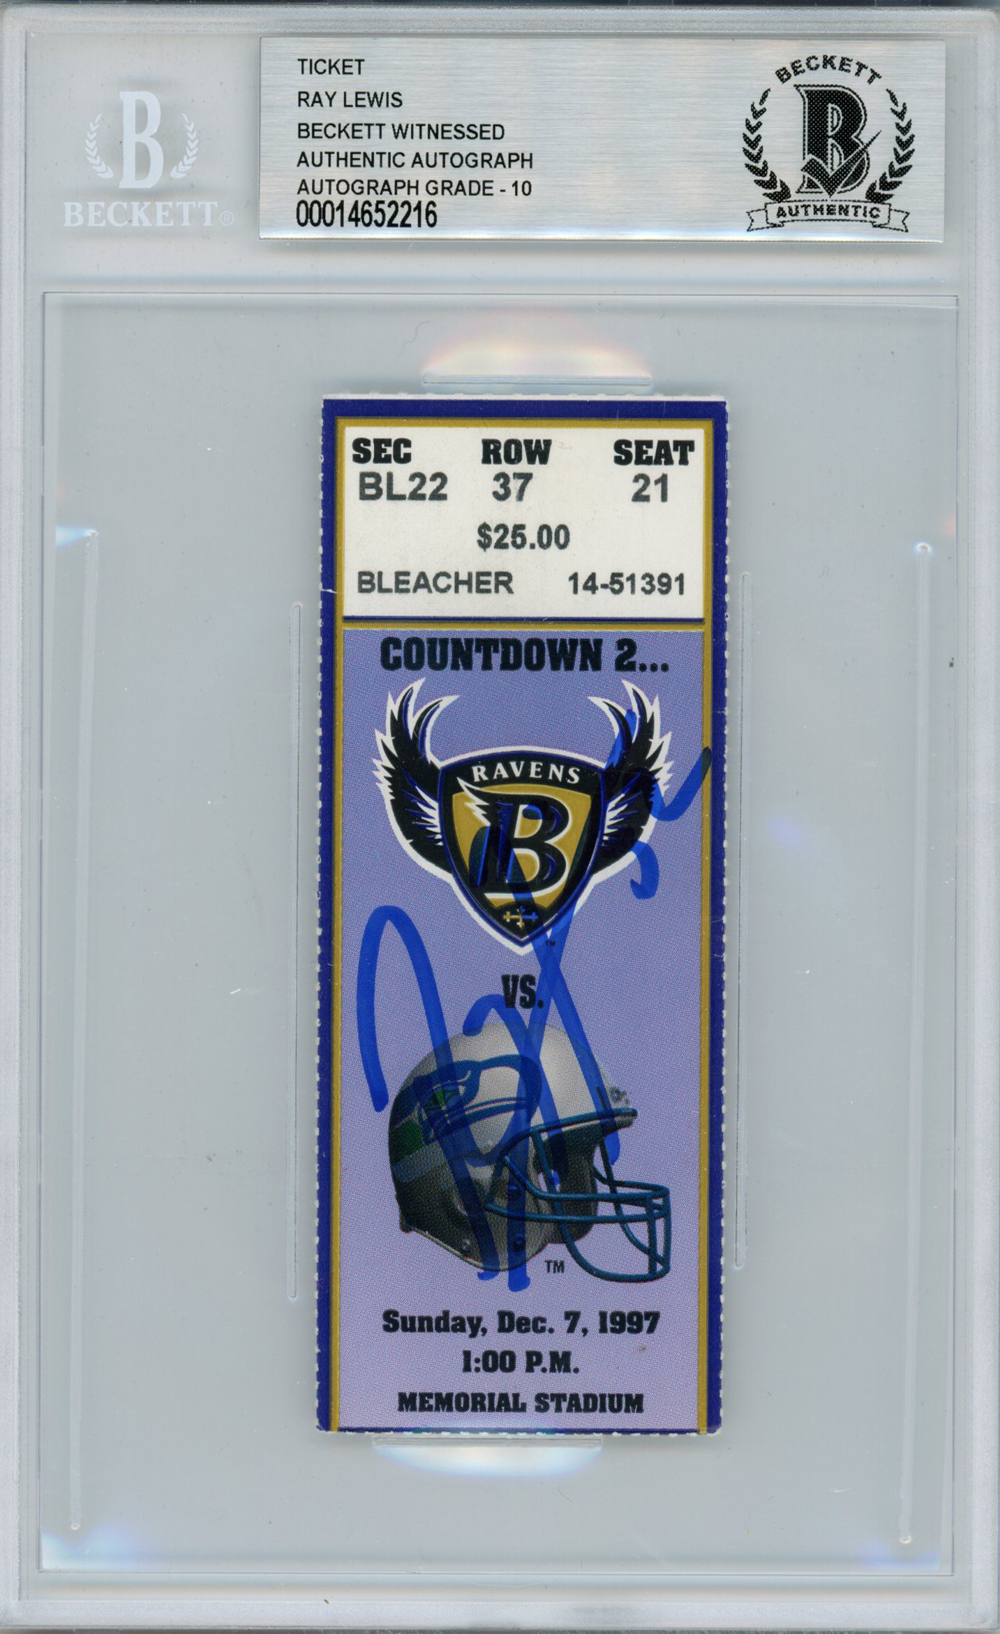 BECKETT
TICKET
RAY LEWIS
BECKETT WITNESSED
AUTHENTIC AUTOGRAPH
AUTOGRAPH GRADE - 10
00014652216
B
BECKETT®
B
AUTHENTIC
SEC ROW SEAT
BL22 37 21
$25.00
BLEACHER 14-51391
COUNTDOWN 2...
RAVENS
B
TM
VS.
TM
Sunday, Dec. 7, 1997
1:00 P.M.
MEMORIAL STADIUM